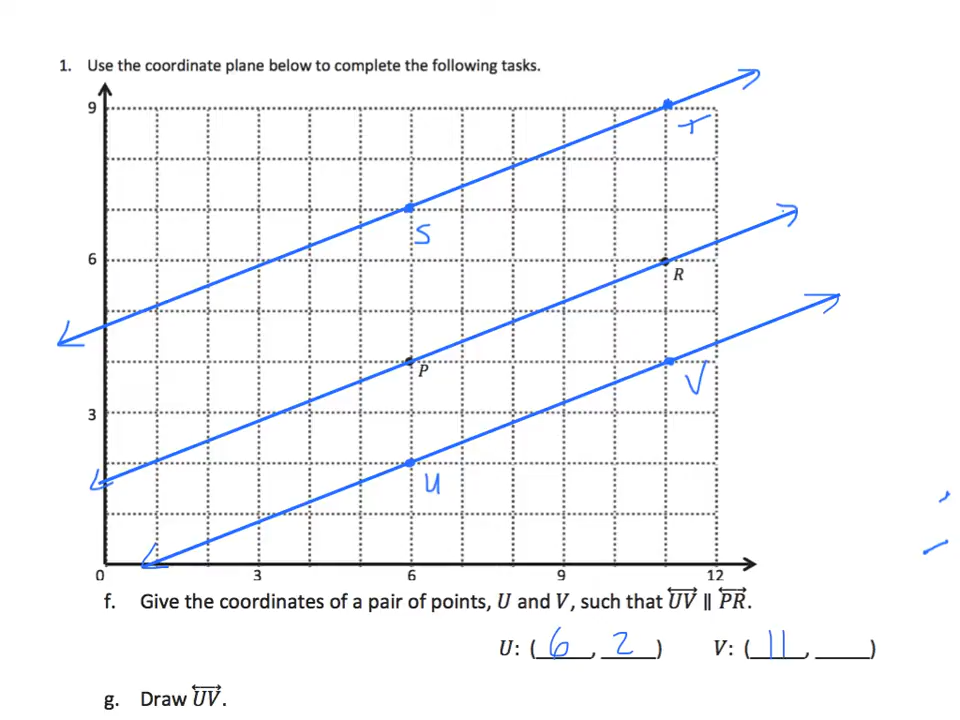 1. Use the coordinate plane below to complete the following tasks.
9
T
S
6
R
P
V
3
U
0 3 6 9 12
f. Give the coordinates of a pair of points, U and V, such that UV ∥ PR.
U: (6, 2) V: (11, ___)
g. Draw UV.